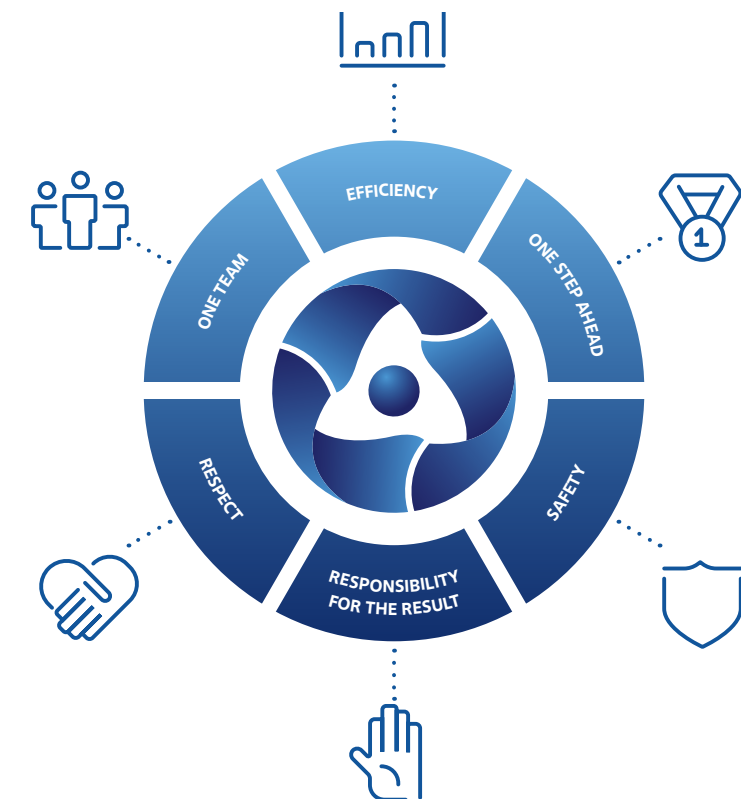 EFFICIENCY
ONE STEP AHEAD
1
SAFETY
RESPONSIBILITY
FOR THE RESULT
RESPECT
ONE TEAM